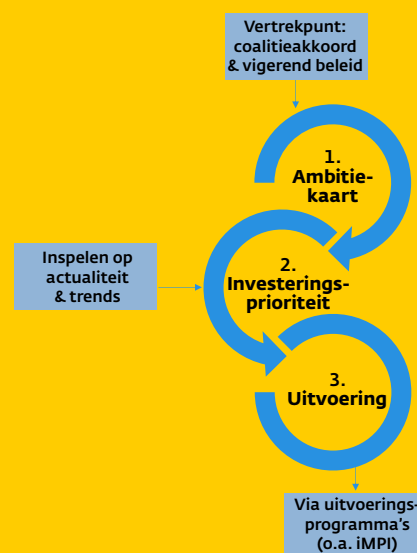 Vertrekpunt:
coalitieakkoord
& vigerend beleid
1.
Ambitie-
kaart
Inspelen op
actualiteit
& trends
2.
Investerings-
prioriteit
3.
Uitvoering
Via uitvoerings-
programma's
(o.a. iMPI)